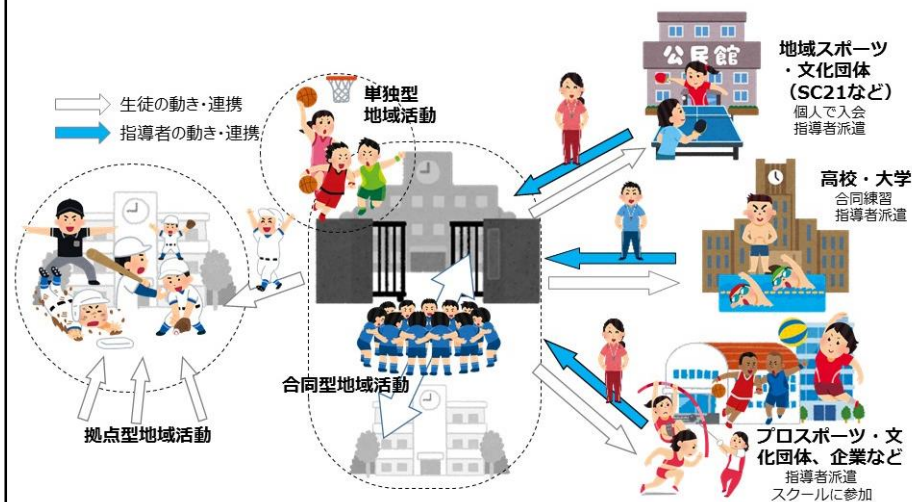 生徒の動き・連携
指導者の動き・連携
単独型
地域活動
公民館
地域スポーツ
・文化団体
（SC21など）
個人で入会
指導者派遣
高校・大学
合同練習
指導者派遣
合同型地域活動
拠点型地域活動
プロスポーツ・文
化団体、企業など
指導者派遣
スクールに参加